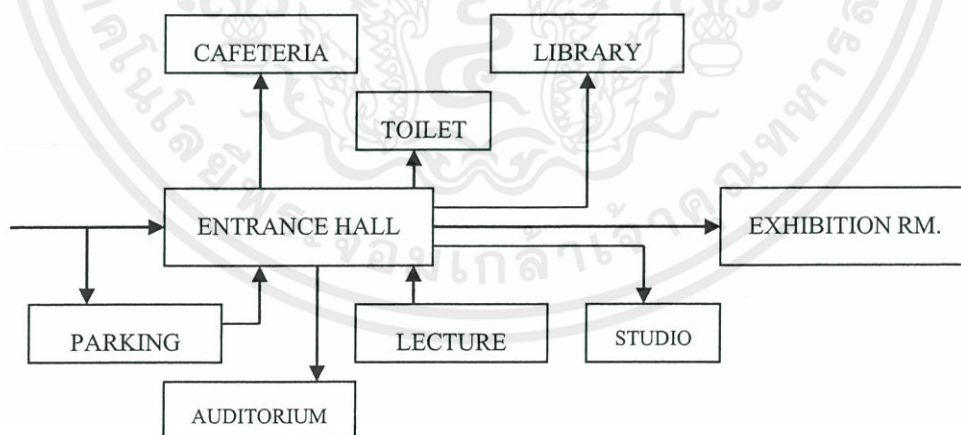 CAFETERIA
LIBRARY
TOILET
ENTRANCE HALL
EXHIBITION RM.
PARKING
LECTURE
STUDIO
AUDITORIUM